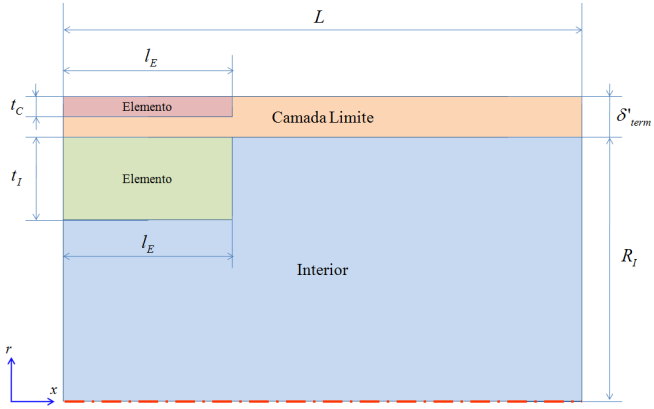 L
l_E
t_C
Elemento
Camada Limite
δ'_term
t_I
Elemento
l_E
R_I
Interior
r
x